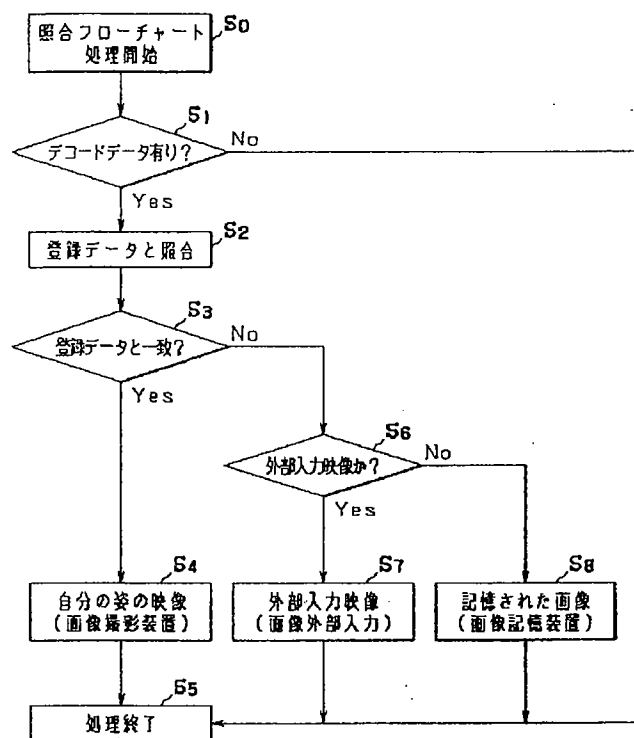 照合フローチャート
処理開始
S0
S1
デコードデータ有り?
No
Yes
登録データと照合
S2
S3
登録データと一致?
No
Yes
S6
外部入力映像か?
No
Yes
S4
自分の姿の映像
(画像撮影装置)
S7
外部入力映像
(画像外部入力)
S8
記憶された画像
(画像記憶装置)
S5
処理終了